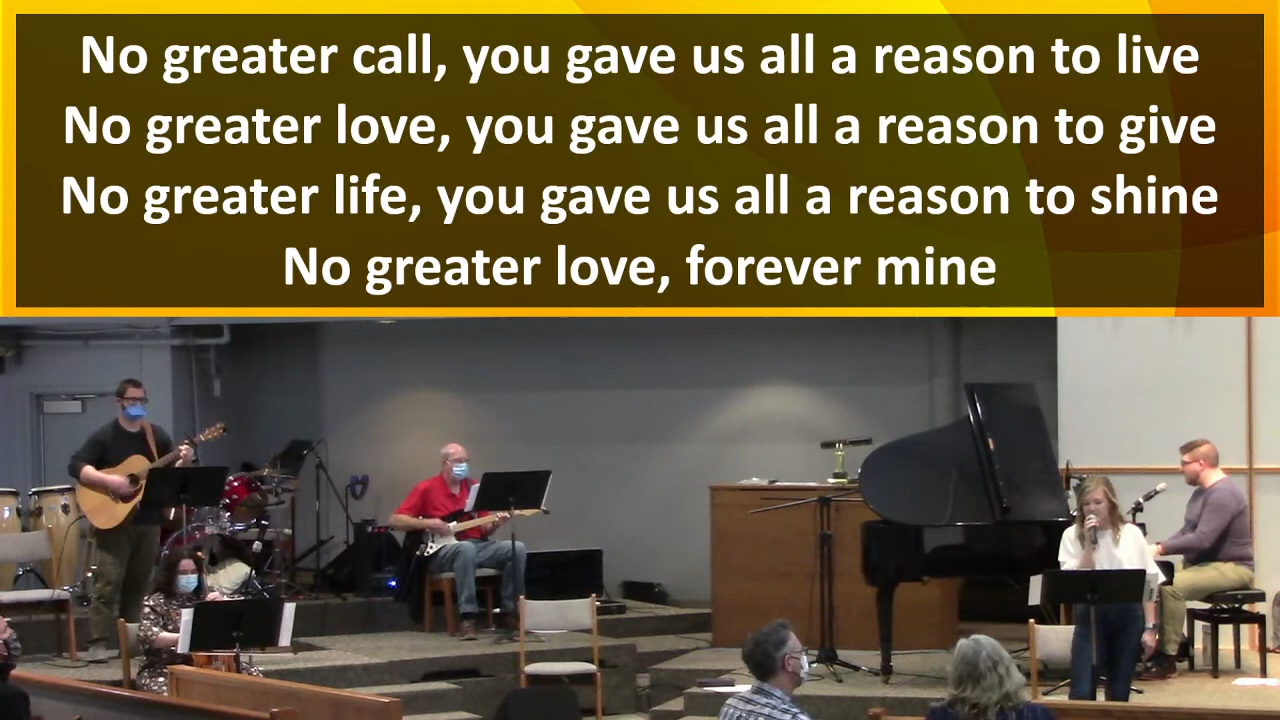 No greater call, you gave us all a reason to live
No greater love, you gave us all a reason to give
No greater life, you gave us all a reason to shine
No greater love, forever mine